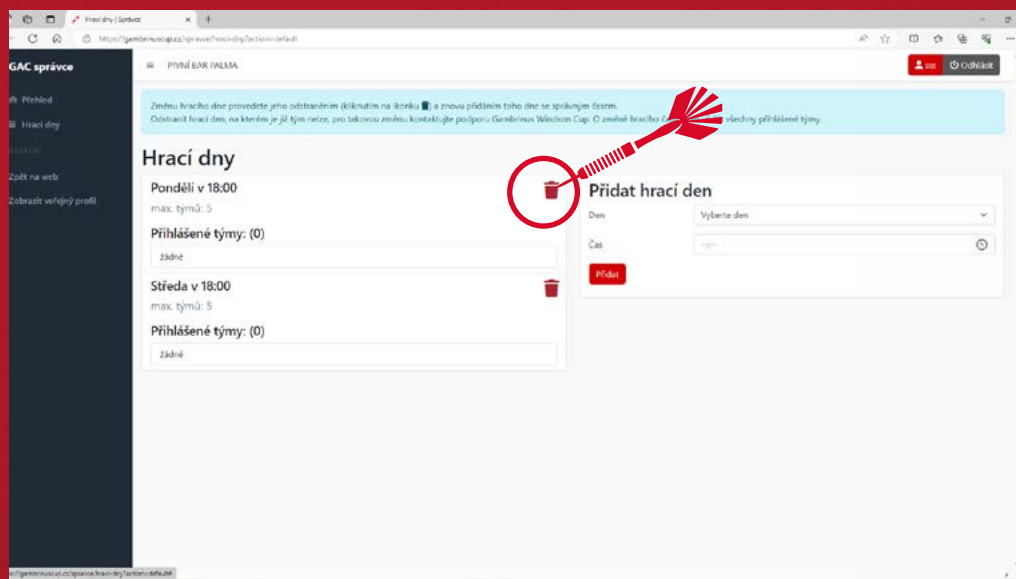 Hrací dny | Správce
https://gambrinuscup.cz/spravce/hraci-dny?action=default
GAC správce
PIVNÍ BAR PALMA
sss
Odhlásit
Přehled
Hrací dny
Zpět na web
Zobrazit veřejný profil
Změnu hracího dne provedete jeho odstraněním (kliknutím na ikonku ) a znovu přidáním toho dne se správným časem.
Odstranit hrací den, na kterém je již tým nelze, pro takovou změnu kontaktujte podporu Gambrinus Windson Cup. O změně hracího všechny přihlášené týmy.
Hrací dny
Pondělí v 18:00
max. týmů: 5
Přihlášené týmy: (0)
žádné
Středa v 18:00
max. týmů: 5
Přihlášené týmy: (0)
žádné
Přidat hrací den
Den
Vyberte den
Čas
--:--
Přidat